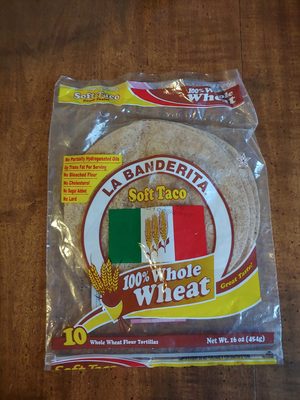 Soft Taco
100% Whole
Wheat
No Partially Hydrogenated Oils
0g Trans Fat Per Serving
No Bleached Flour
No Cholesterol
No Sugar Added
No Lard
LA BANDERITA
Soft Taco
100% Whole
Wheat
Great Taste
10
Whole Wheat Flour Tortillas
Net Wt. 16 oz (454g)
Soft Taco